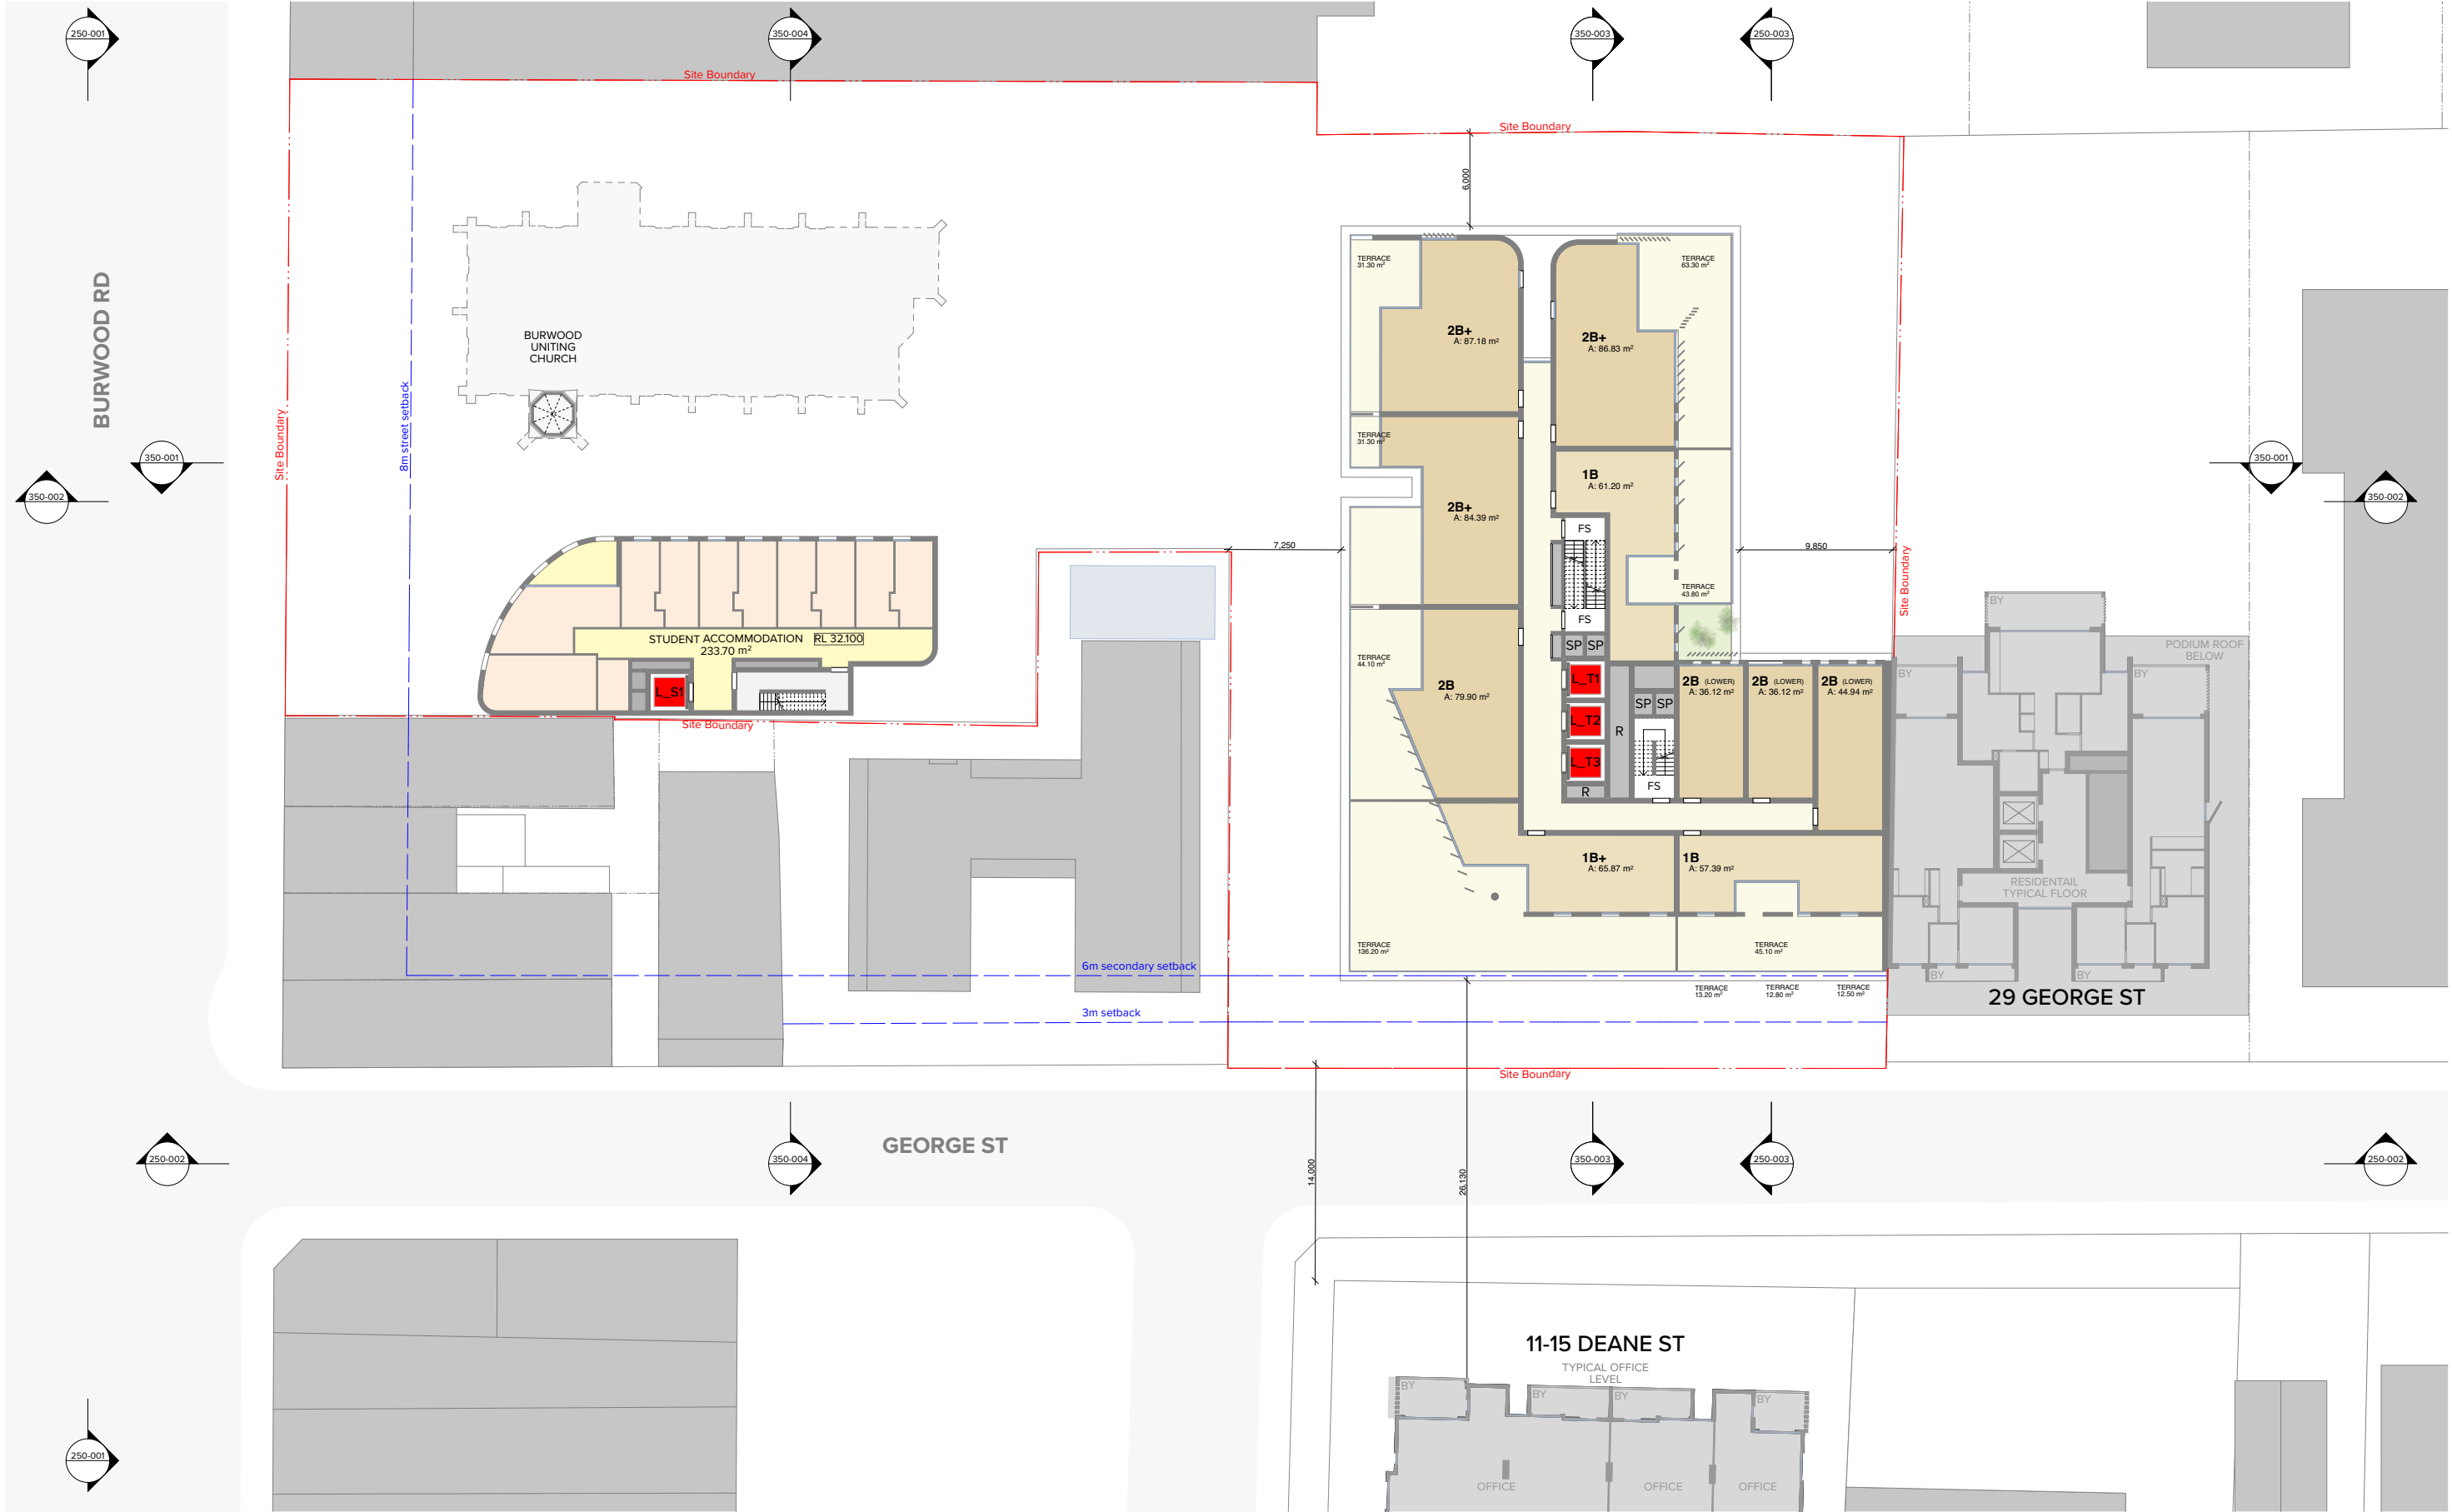 250-001
350-004
350-003
250-003
Site Boundary
Site Boundary
6,000
TERRACE
31.30 m²
TERRACE
63.30 m²
BURWOOD RD
BURWOOD
UNITING
CHURCH
2B+
A: 87.18 m²
2B+
A: 86.83 m²
8m street setback
Site Boundary
TERRACE
31.30 m²
350-001
350-002
1B
A: 61.20 m²
350-001
350-002
2B+
A: 84.39 m²
FS
7,250
9,850
Site Boundary
TERRACE
43.80 m²
BY
FS
STUDENT ACCOMMODATION
RL 32.100
233.70 m²
SP
SP
PODIUM ROOF
BELOW
TERRACE
44.10 m²
BY
BY
L_S1
2B
A: 79.90 m²
L_T1
2B (LOWER)
A: 36.12 m²
2B (LOWER)
A: 36.12 m²
2B (LOWER)
A: 44.94 m²
SP
SP
Site Boundary
L_T2
R
L_T3
FS
R
1B+
A: 65.87 m²
1B
A: 57.39 m²
RESIDENTAIL
TYPICAL FLOOR
TERRACE
136.20 m²
TERRACE
45.10 m²
6m secondary setback
BY
BY
TERRACE
13.20 m²
TERRACE
12.80 m²
TERRACE
12.50 m²
29 GEORGE ST
3m setback
Site Boundary
GEORGE ST
250-002
350-004
350-003
250-003
250-002
14,000
26,130
11-15 DEANE ST
TYPICAL OFFICE
LEVEL
BY
BY
BY
BY
250-001
OFFICE
OFFICE
OFFICE